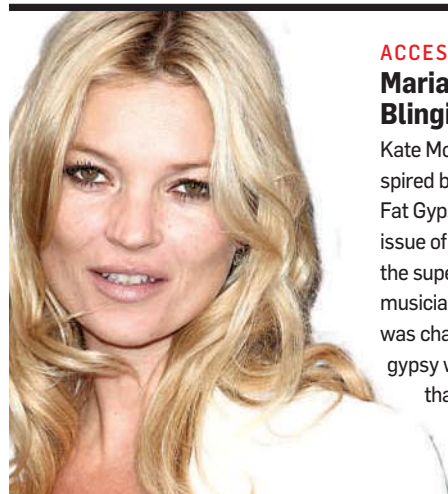 ACCES
Maria
Blingi
Kate Mo
spired b
Fat Gyp
issue of
the supe
musicia
was cha
gypsy w
tha